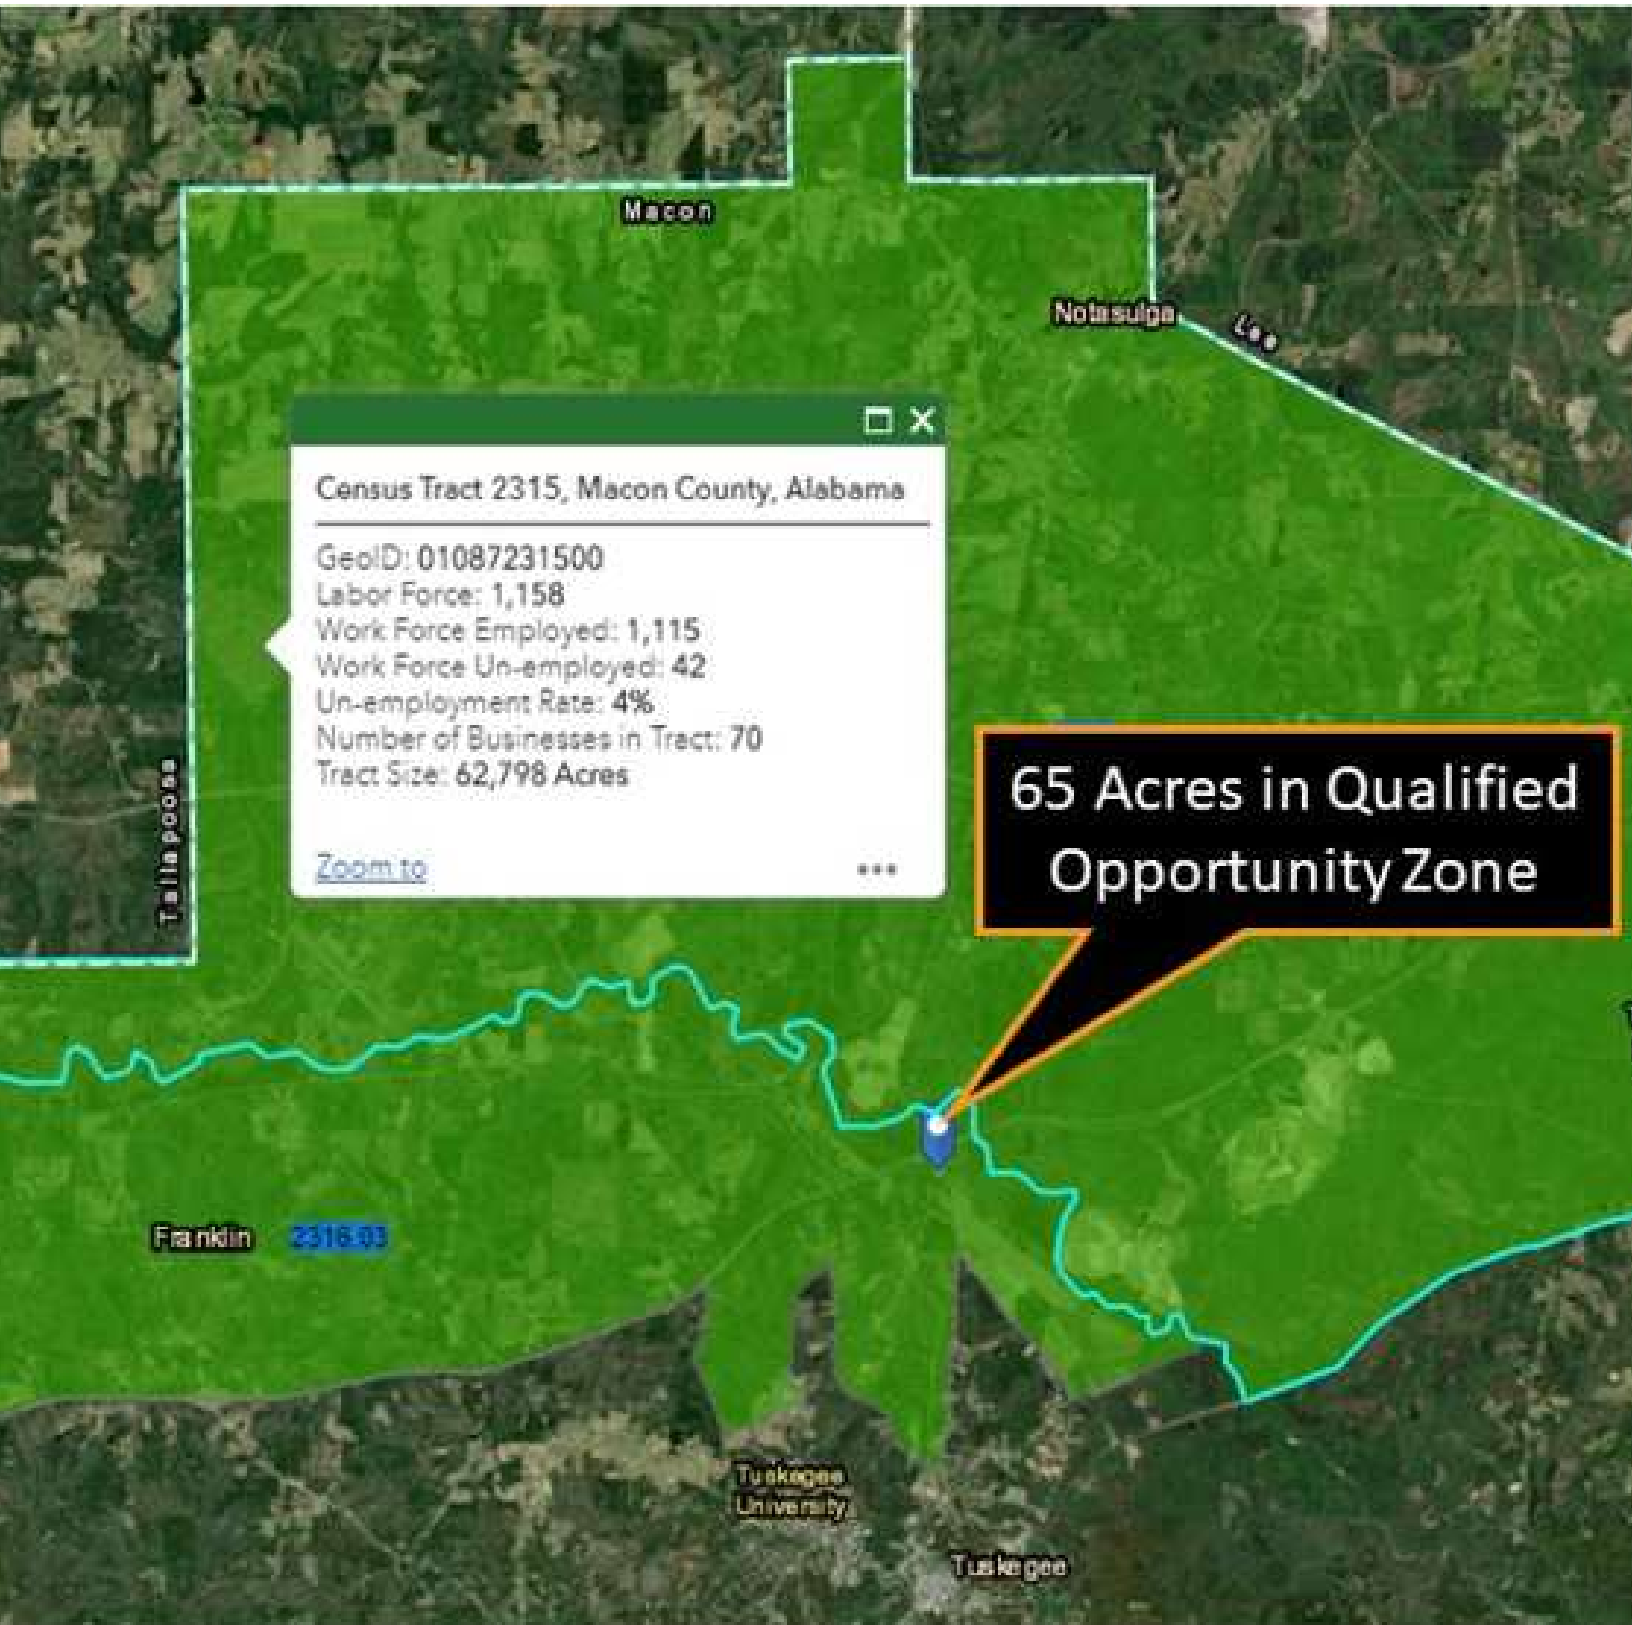 Macon
Notasulga
Lee
Census Tract 2315, Macon County, Alabama
GeoID: 01087231500
Labor Force: 1,158
Work Force Employed: 1,115
Work Force Un-employed: 42
Un-employment Rate: 4%
Number of Businesses in Tract: 70
Tract Size: 62,798 Acres
Zoom to
65 Acres in Qualified
Opportunity Zone
Tallapoosa
Franklin 2316.03
Tuskegee
University
Tuskegee